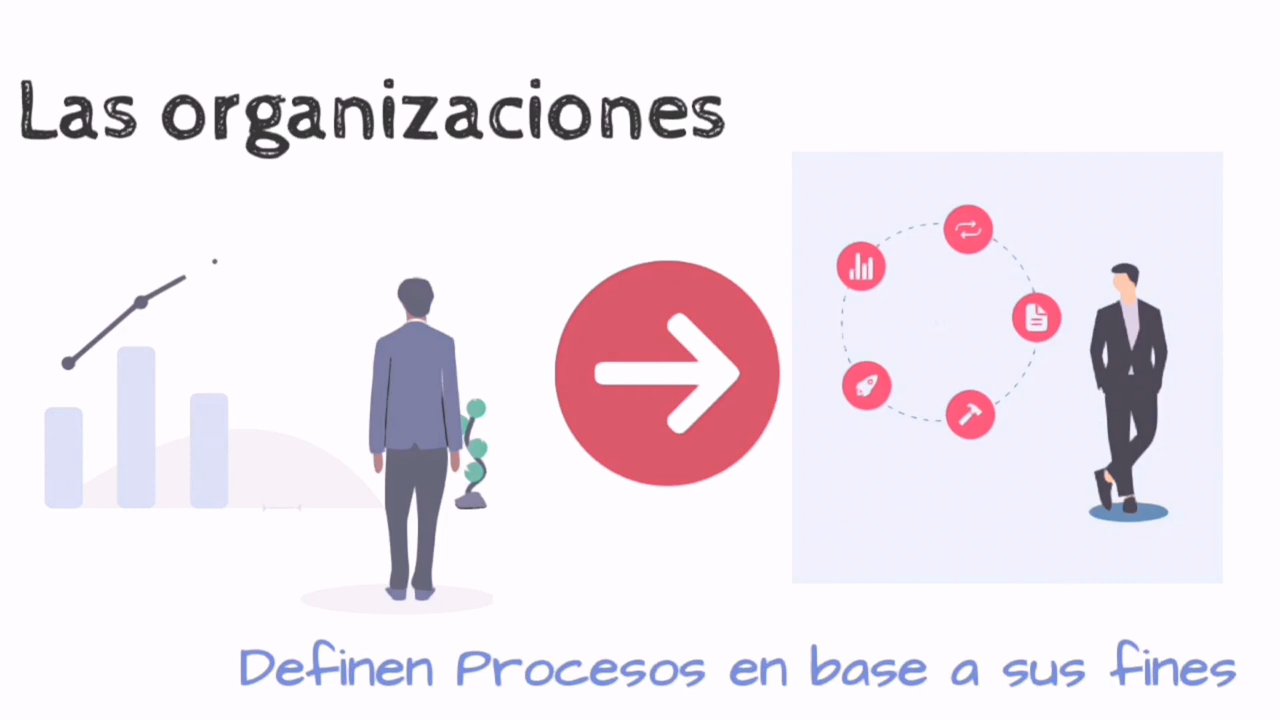 Las organizaciones
Definen Procesos en base a sus fines